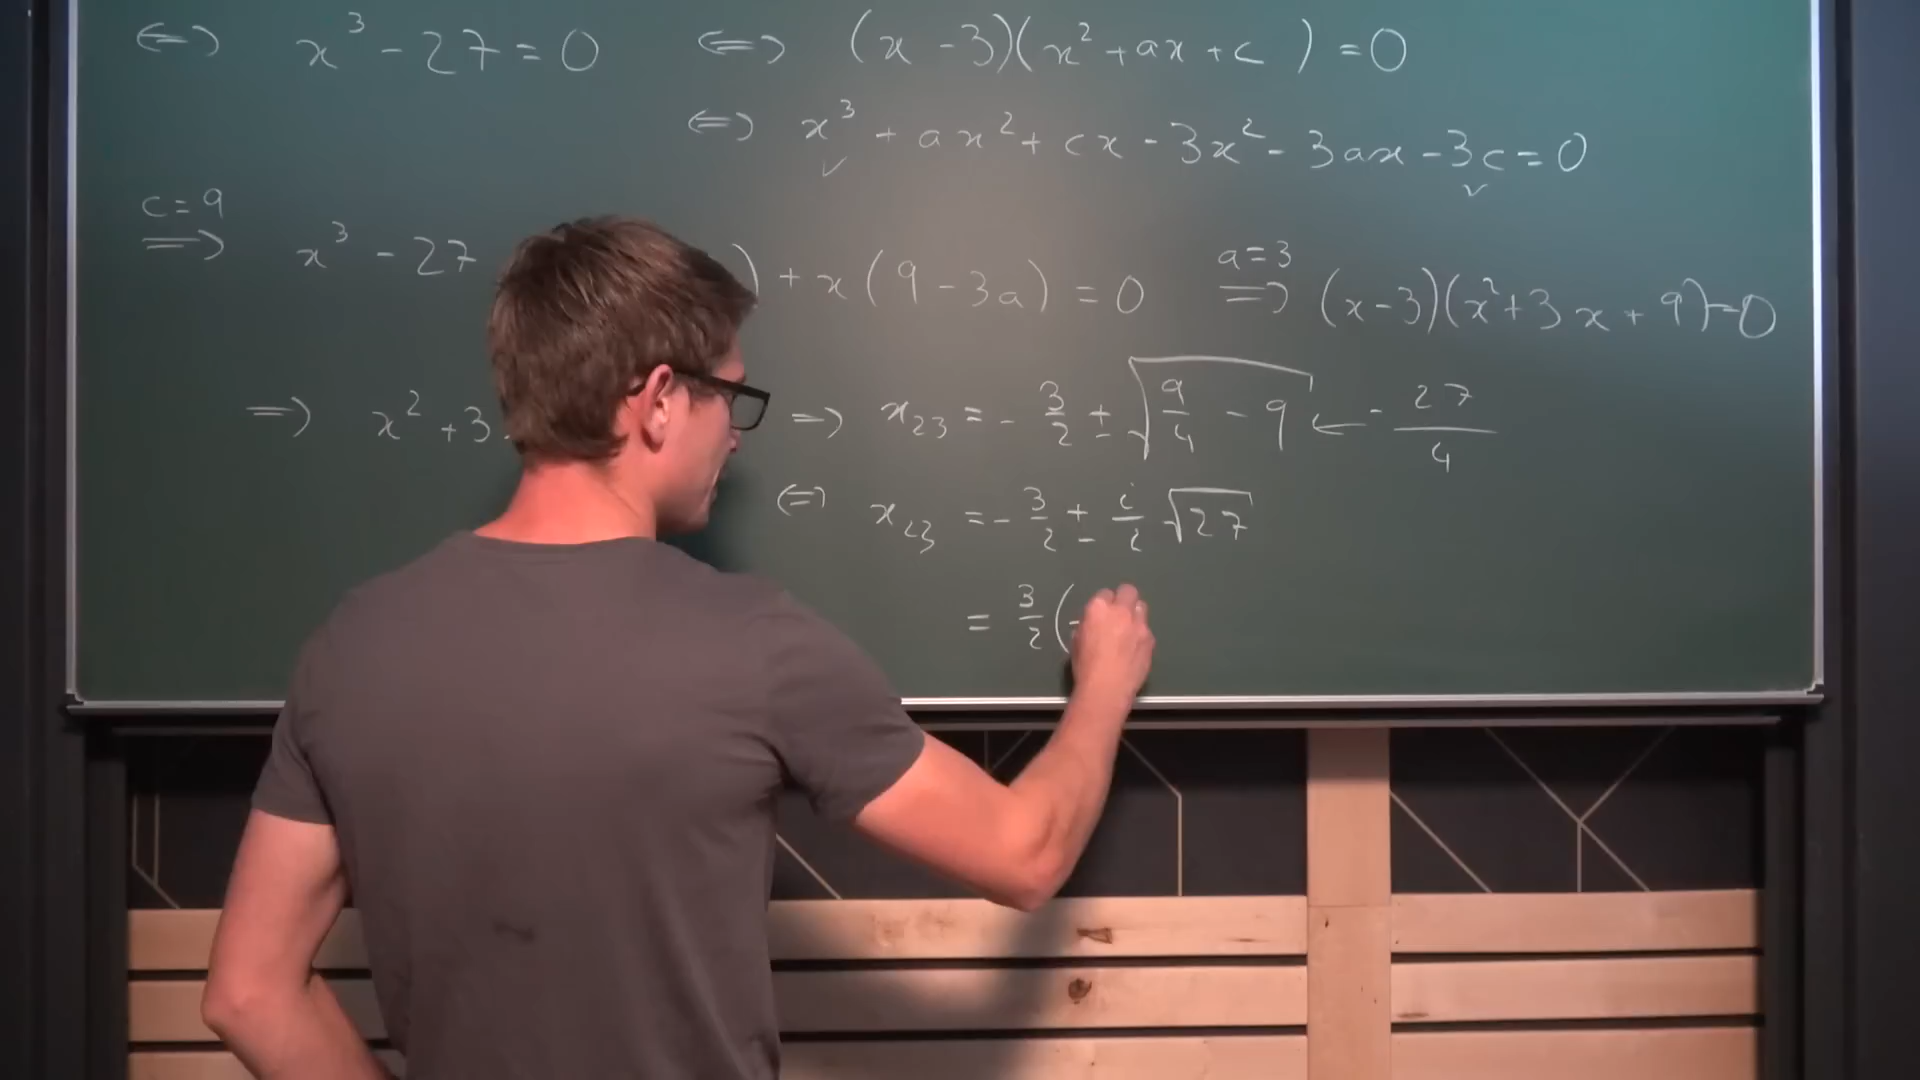 ⇔ x³ - 27 = 0 ⇔ (x - 3)(x² + ax + c ) = 0
⇔ x³ + ax² + cx - 3x² - 3ax - 3c = 0
c = 9
⇒ x³ - 27 ) + x(9 - 3a) = 0 a=3 ⇒ (x-3)(x²+3x+9)=0
⇒ x² + 3 ⇒ x₂₃ = - 3/2 ± √(9/4 - 9) ← - 27/4
⇔ x₂₃ = - 3/2 ± i/2 √27
= 3/2 (-